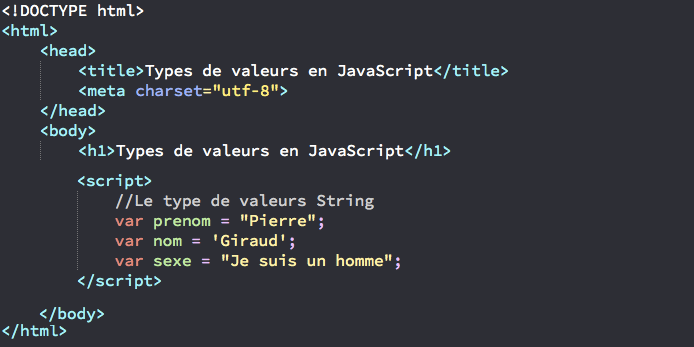 <!DOCTYPE html>
<html>
<head>
<title>Types de valeurs en JavaScript</title>
<meta charset="utf-8">
</head>
<body>
<h1>Types de valeurs en JavaScript</h1>
<script>
//Le type de valeurs String
var prenom = "Pierre";
var nom = 'Giraud';
var sexe = "Je suis un homme";
</script>
</body>
</html>